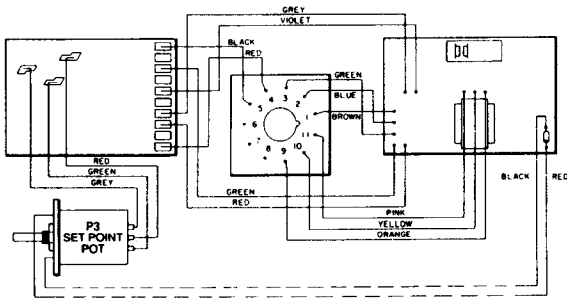 GREY
VIOLET
BLACK
RED
GREEN
BLUE
BROWN
3
4
2
5
1
6
11
7
10
8
9
RED
GREEN
GREY
GREEN
RED
BLACK
RED
PINK
YELLOW
ORANGE
P3
SET POINT
POT